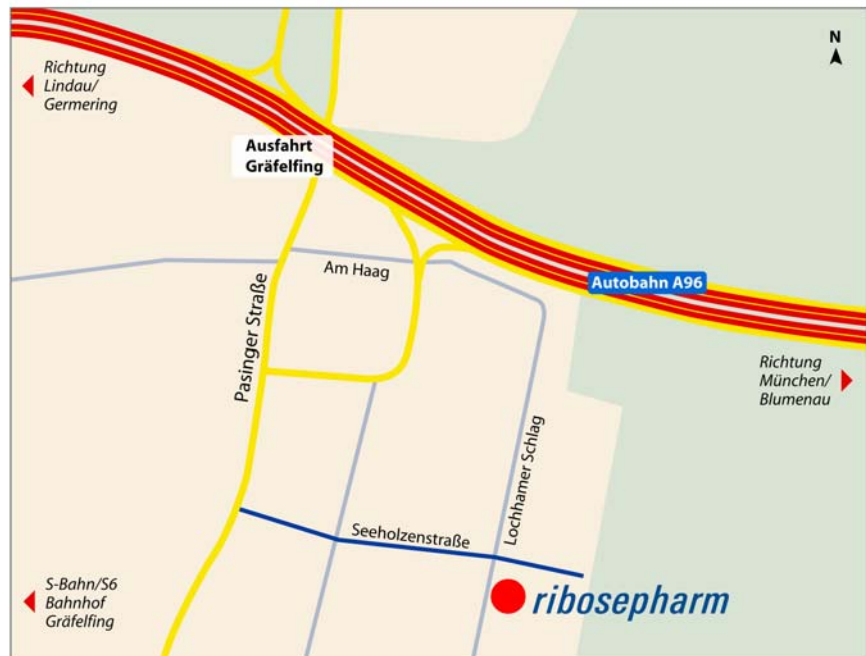 N
Richtung
Lindau/
Germering
Ausfahrt
Gräfelfing
Am Haag
Autobahn A96
Pasinger Straße
Richtung
München/
Blumenau
Lochhamer Schlag
Seeholzenstraße
S-Bahn/S6
Bahnhof
Gräfelfing
ribosepharm